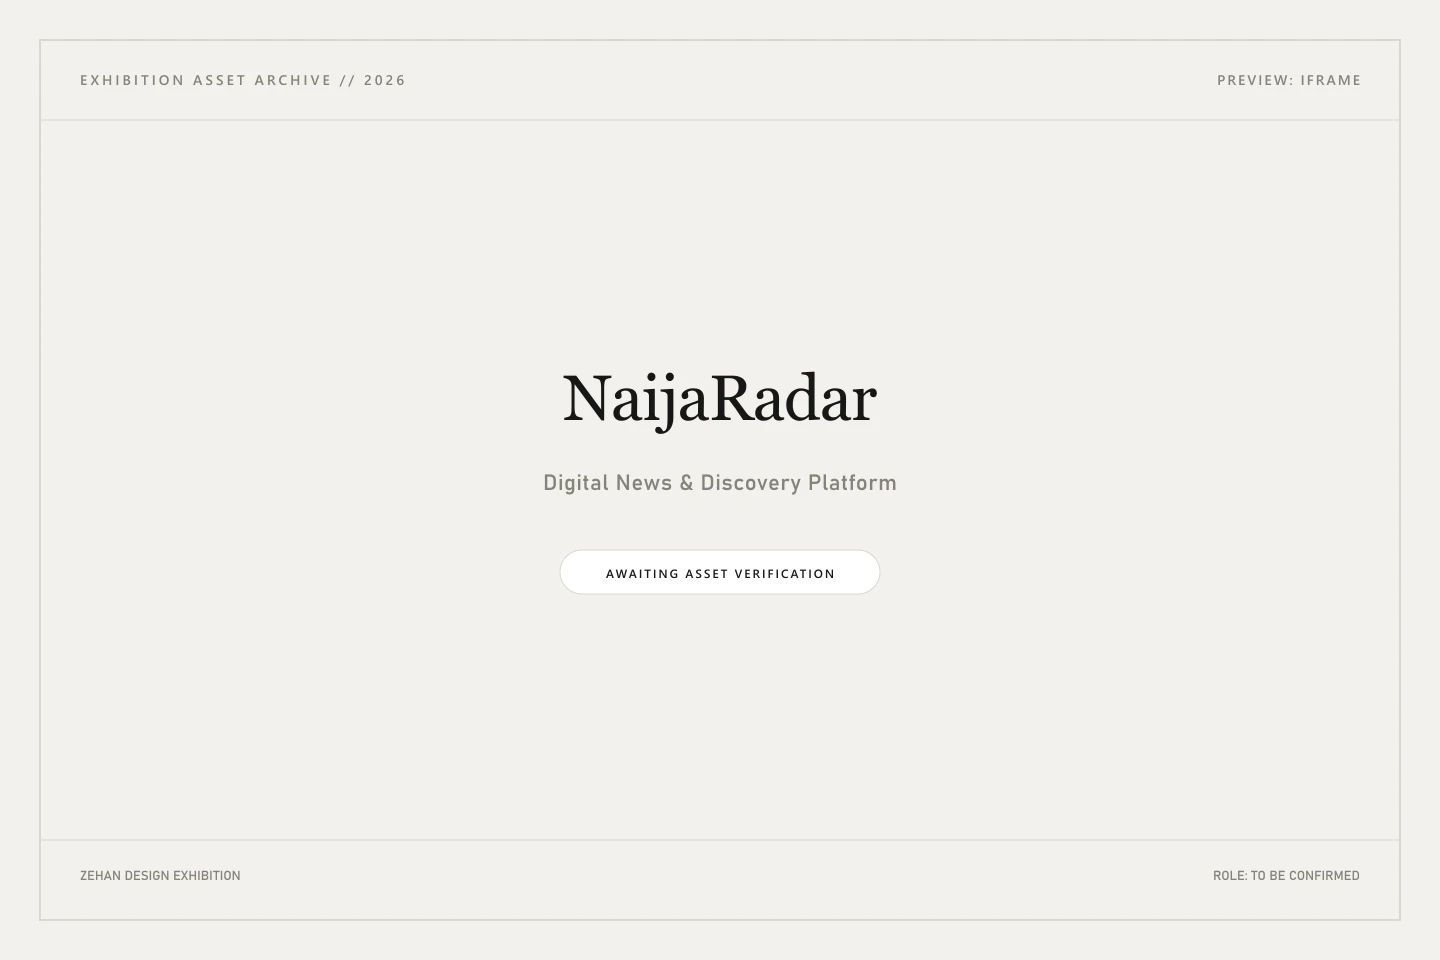 EXHIBITION ASSET ARCHIVE // 2026
PREVIEW: IFRAME
NaijaRadar
Digital News & Discovery Platform
AWAITING ASSET VERIFICATION
ZEHAN DESIGN EXHIBITION
ROLE: TO BE CONFIRMED